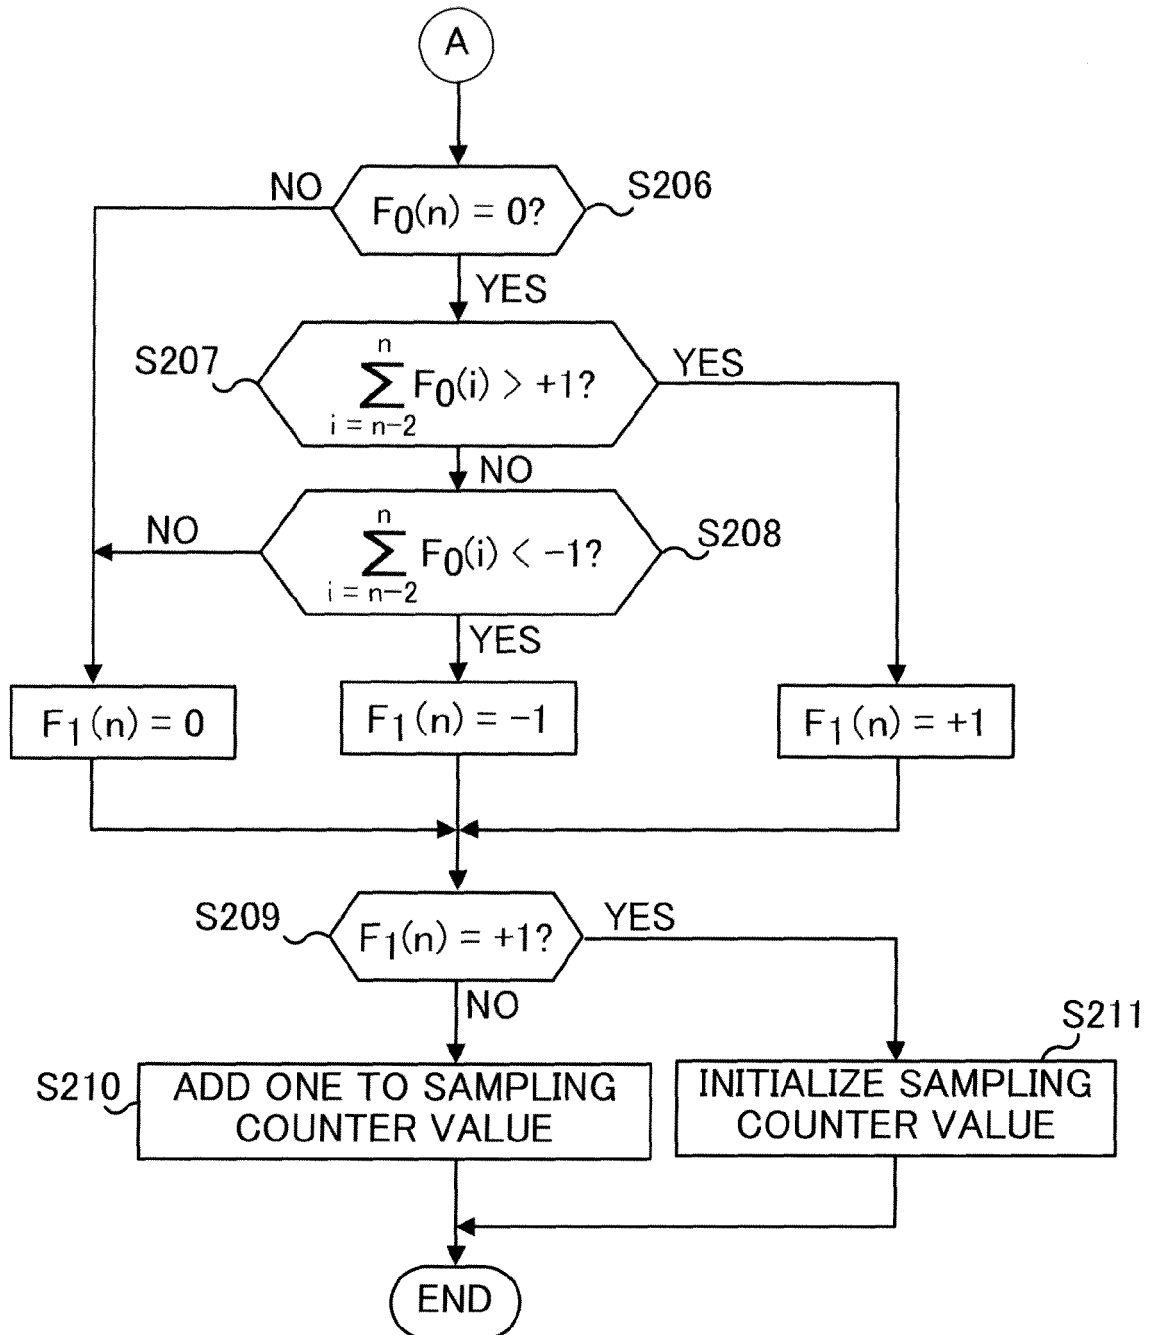 A
NO
F0(n) = 0?
S206
YES
S207
n
∑ F0(i) > +1?
i = n-2
YES
NO
NO
n
∑ F0(i) < -1?
i = n-2
S208
YES
F1(n) = 0
F1(n) = -1
F1(n) = +1
S209
F1(n) = +1?
YES
NO
S211
S210
ADD ONE TO SAMPLING
COUNTER VALUE
INITIALIZE SAMPLING
COUNTER VALUE
END